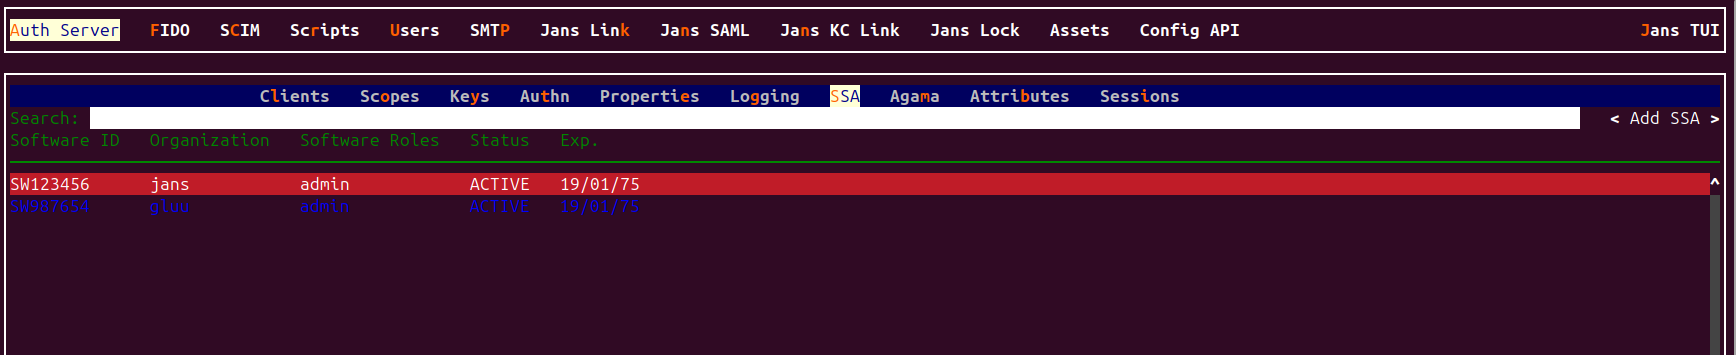 Auth Server FIDO SCIM Scripts Users SMTP Jans Link Jans SAML Jans KC Link Jans Lock Assets Config API Jans TUI
Clients Scopes Keys Authn Properties Logging SSA Agama Attributes Sessions
Search: < Add SSA >
Software ID Organization Software Roles Status Exp.
SW123456 jans admin ACTIVE 19/01/75 ^
SW987654 gluu admin ACTIVE 19/01/75